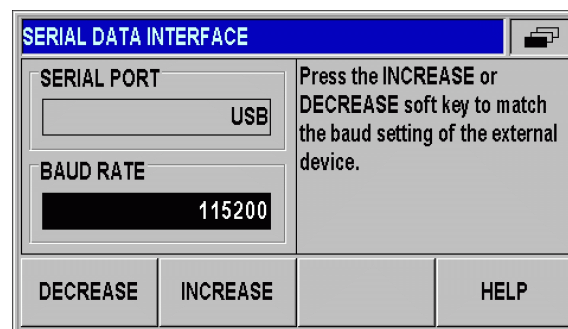 SERIAL DATA INTERFACE
SERIAL PORT
USB
BAUD RATE
115200
Press the INCREASE or
DECREASE soft key to match
the baud setting of the external
device.
DECREASE
INCREASE
HELP